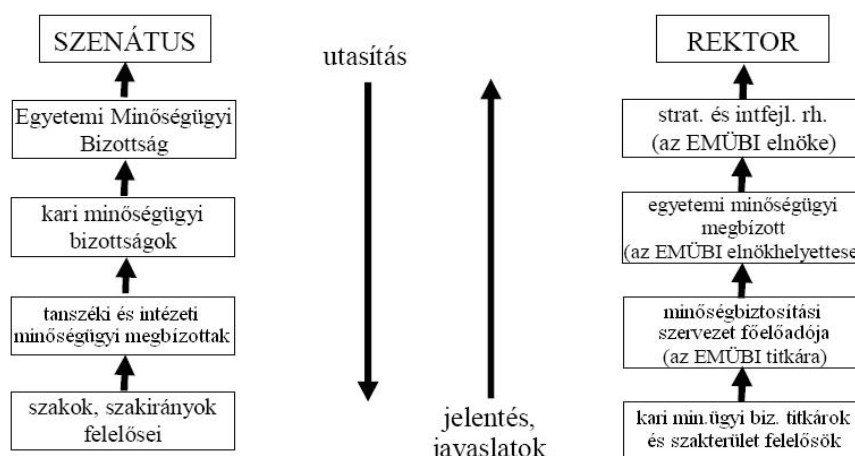 SZENÁTUS
Egyetemi Minőségügyi
Bizottság
kari minőségügyi
bizottságok
tanszéki és intézeti
minőségügyi megbízottak
szakok, szakirányok
felelősei
utasítás
jelentés,
javaslatok
REKTOR
strat. és intfejl. rh.
(az EMÜBI elnöke)
egyetemi minőségügyi
megbízott
(az EMÜBI elnökhelyettese
minőségbiztosítási
szervezet főelőadója
(az EMÜBI titkára)
kari min.ügyi biz. titkárok
és szakterület felelősök